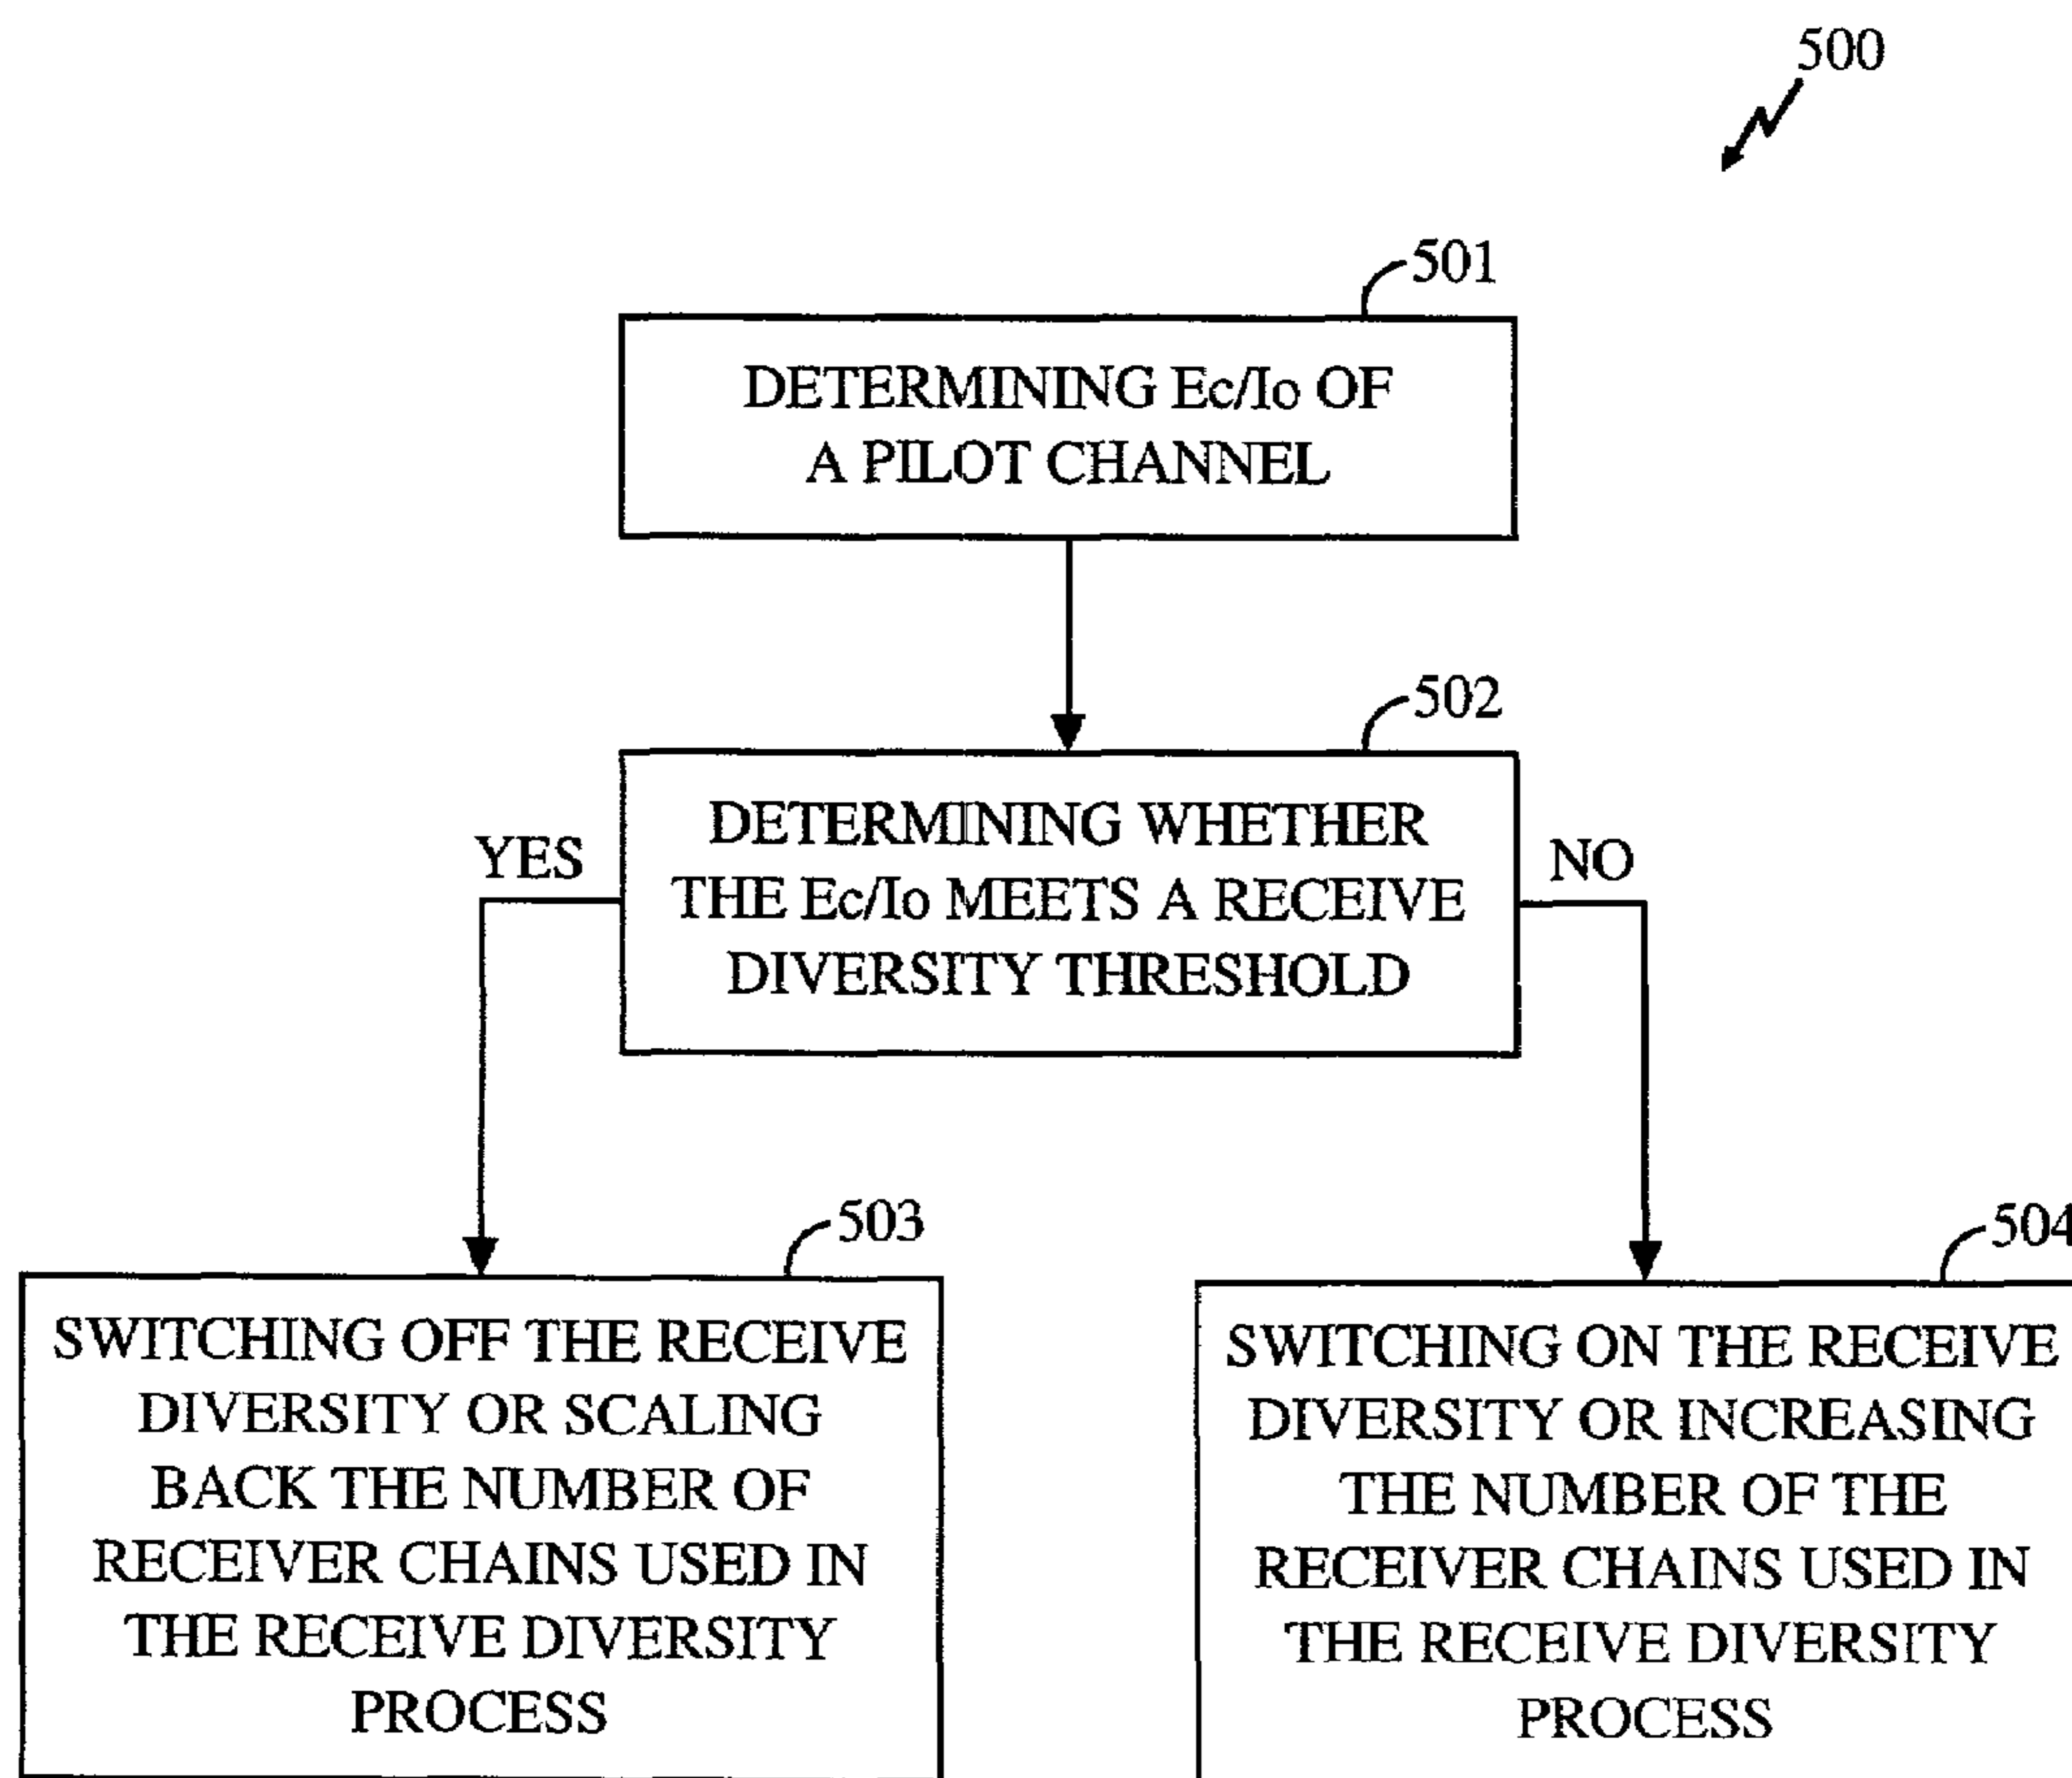 500
501
DETERMINING Ec/Io OF
A PILOT CHANNEL
502
DETERMINING WHETHER
THE Ec/Io MEETS A RECEIVE
DIVERSITY THRESHOLD
YES
NO
503
SWITCHING OFF THE RECEIVE
DIVERSITY OR SCALING
BACK THE NUMBER OF
RECEIVER CHAINS USED IN
THE RECEIVE DIVERSITY
PROCESS
504
SWITCHING ON THE RECEIVE
DIVERSITY OR INCREASING
THE NUMBER OF THE
RECEIVER CHAINS USED IN
THE RECEIVE DIVERSITY
PROCESS